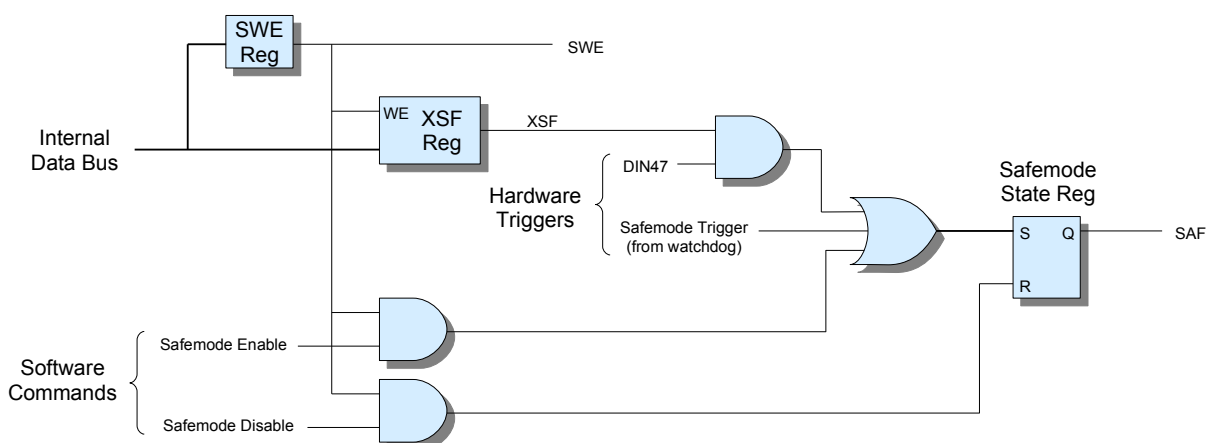 SWE
Reg
SWE
WE
XSF
Reg
XSF
Internal
Data Bus
DIN47
Hardware
Triggers
Safemode Trigger
(from watchdog)
Safemode
State Reg
S
Q
R
SAF
Safemode Enable
Software
Commands
Safemode Disable